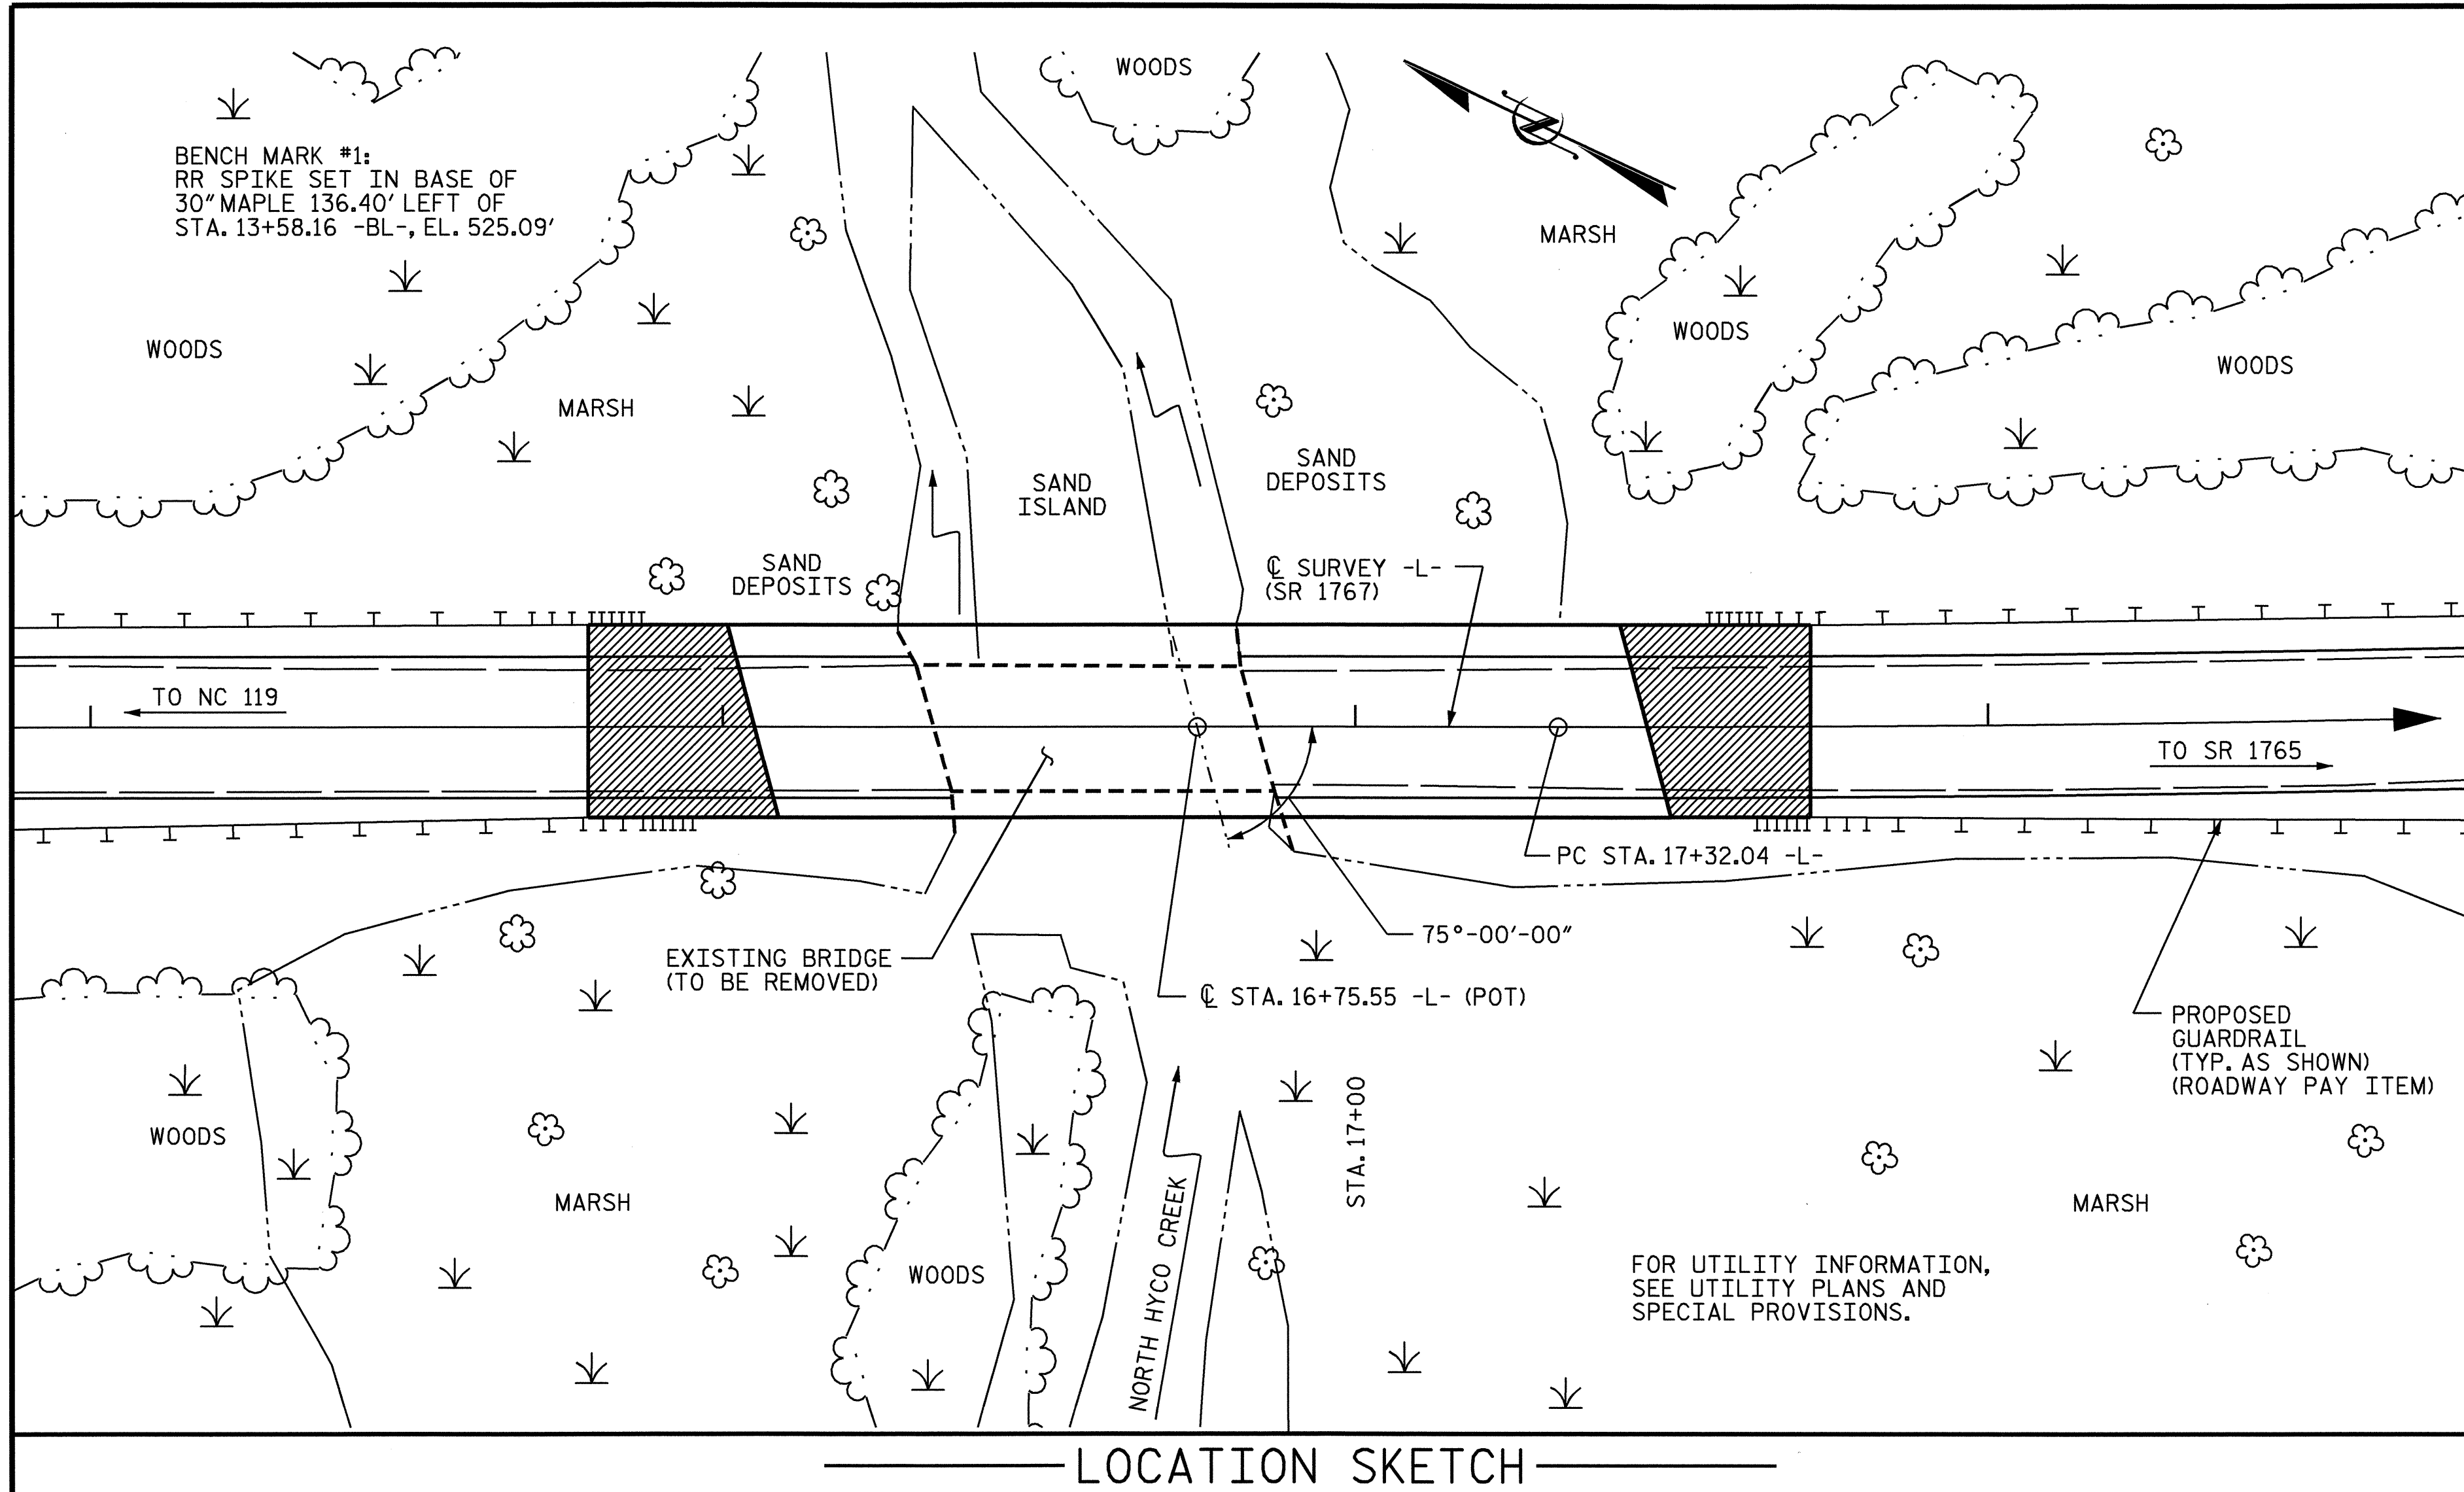 WOODS
BENCH MARK #1:
RR SPIKE SET IN BASE OF
30" MAPLE 136.40' LEFT OF
STA. 13+58.16 -BL-, EL. 525.09'
N
MARSH
WOODS
WOODS
WOODS
MARSH
SAND
ISLAND
SAND
DEPOSITS
SAND
DEPOSITS
℄ SURVEY -L-
(SR 1767)
TO NC 119
TO SR 1765
PC STA. 17+32.04 -L-
75°-00'-00"
EXISTING BRIDGE
(TO BE REMOVED)
℄ STA. 16+75.55 -L- (POT)
PROPOSED
GUARDRAIL
(TYP. AS SHOWN)
(ROADWAY PAY ITEM)
STA. 17+00
WOODS
MARSH
MARSH
NORTH HYCO CREEK
WOODS
FOR UTILITY INFORMATION,
SEE UTILITY PLANS AND
SPECIAL PROVISIONS.
LOCATION SKETCH